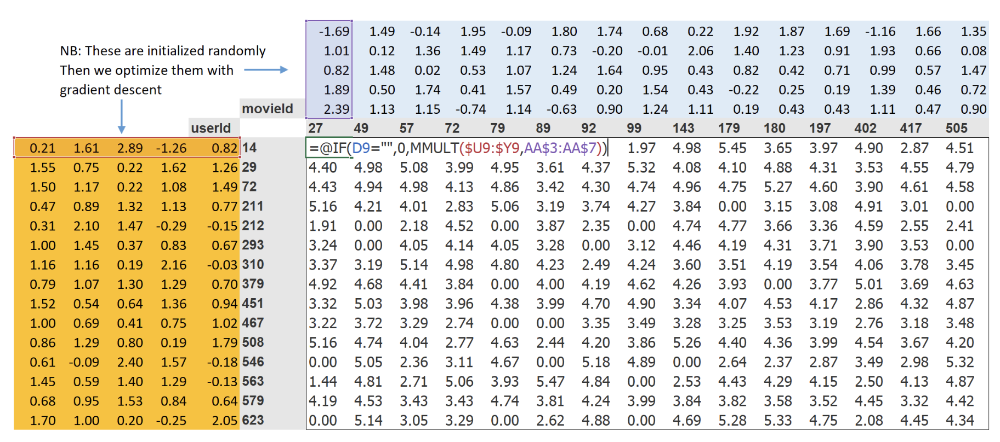 -1.69 1.49 -0.14 1.95 -0.09 1.80 1.74 0.68 0.22 1.92 1.87 1.69 -1.16 1.66 1.35
NB: These are initialized randomly 1.01 0.12 1.36 1.49 1.17 0.73 -0.20 -0.01 2.06 1.40 1.23 0.91 1.93 0.66 0.08
Then we optimize them with 0.82 1.48 0.02 0.53 1.07 1.24 1.64 0.95 0.43 0.82 0.42 0.71 0.99 0.57 1.47
gradient descent 1.89 0.50 1.74 0.41 1.57 0.49 0.20 1.54 0.43 -0.22 0.25 0.19 1.39 0.46 0.72
movieId 2.39 1.13 1.15 -0.74 1.14 -0.63 0.90 1.24 1.11 0.19 0.43 0.43 1.11 0.47 0.90
userId 27 49 57 72 79 89 92 99 143 179 180 197 402 417 505
0.21 1.61 2.89 -1.26 0.82 14 =@IF(D9="",0,MMULT($U9:$Y9,AA$3:AA$7)) 1.97 4.98 5.45 3.65 3.97 4.90 2.87 4.51
1.55 0.75 0.22 1.62 1.26 29 4.40 4.98 5.08 3.99 4.95 3.61 4.37 5.32 4.08 4.10 4.88 4.31 3.53 4.55 4.79
1.50 1.17 0.22 1.08 1.49 72 4.43 4.94 4.98 4.13 4.86 3.42 4.30 4.74 4.96 4.75 5.27 4.60 3.90 4.61 4.58
0.47 0.89 1.32 1.13 0.77 211 5.16 4.21 4.01 2.83 5.06 3.19 3.74 4.27 3.84 0.00 3.15 3.08 4.91 3.01 0.00
0.31 2.10 1.47 -0.29 -0.15 212 1.91 0.00 2.18 4.52 0.00 3.87 2.35 0.00 4.74 4.77 3.66 3.36 4.59 2.55 2.41
1.00 1.45 0.37 0.83 0.67 293 3.24 0.00 4.05 4.14 4.05 3.28 0.00 3.12 4.46 4.19 4.31 3.71 3.90 3.53 0.00
1.16 1.16 0.19 2.16 -0.03 310 3.37 3.19 5.14 4.98 4.80 4.23 2.49 4.24 3.60 3.51 4.19 3.54 4.06 3.78 3.45
0.79 1.07 1.30 1.29 0.70 379 4.92 4.68 4.41 3.84 0.00 4.00 4.19 4.62 4.26 3.93 0.00 3.77 5.01 3.69 4.63
1.52 0.54 0.64 1.36 0.94 451 3.32 5.03 3.98 3.96 4.38 3.99 4.70 4.90 3.34 4.07 4.53 4.17 2.86 4.32 4.87
1.00 0.69 0.41 0.75 1.02 467 3.22 3.72 3.29 2.74 0.00 0.00 3.35 3.49 3.28 3.25 3.53 3.19 2.76 3.18 3.48
0.86 1.29 0.80 0.19 1.79 508 5.16 4.74 4.04 2.77 4.63 2.44 4.20 3.86 5.26 4.40 4.36 3.99 4.54 3.67 4.20
0.61 -0.09 2.40 1.57 -0.18 546 0.00 5.05 2.36 3.11 4.67 0.00 5.18 4.89 0.00 2.64 2.37 2.87 3.49 2.98 5.32
1.45 0.59 1.40 1.29 -0.13 563 1.44 4.81 2.71 5.06 3.93 5.47 4.84 0.00 2.53 4.43 4.29 4.15 2.50 4.13 4.87
0.68 0.95 1.53 0.84 0.64 579 4.19 4.53 3.43 3.43 4.74 3.81 4.24 3.99 3.84 3.82 3.58 3.52 4.45 3.32 4.42
1.70 1.00 0.20 -0.25 2.05 623 0.00 5.14 3.05 3.29 0.00 2.62 4.88 0.00 4.69 5.28 5.33 4.75 2.08 4.45 4.34